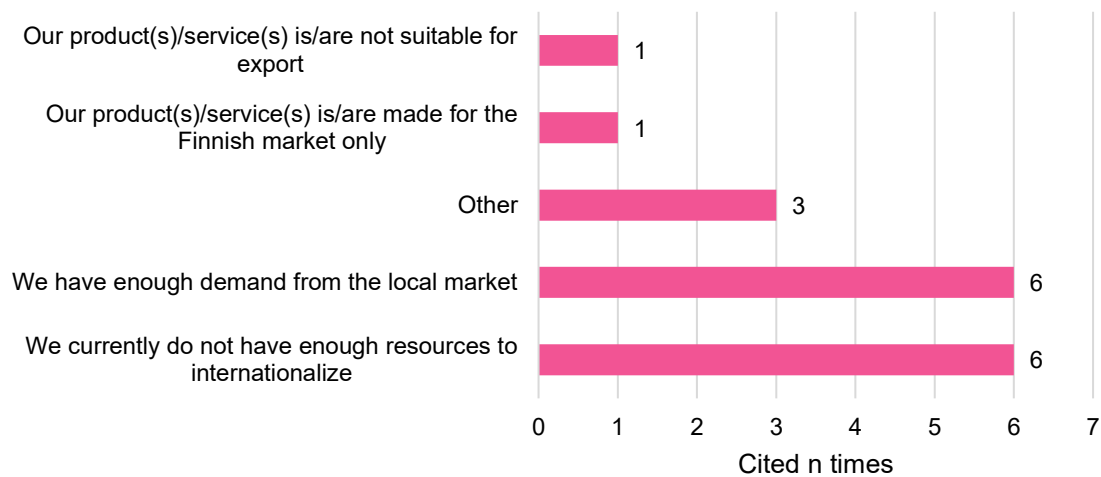 Our product(s)/service(s) is/are not suitable for
export
1
Our product(s)/service(s) is/are made for the
Finnish market only
1
Other
3
We have enough demand from the local market
6
We currently do not have enough resources to
internationalize
6
0 1 2 3 4 5 6 7
Cited n times